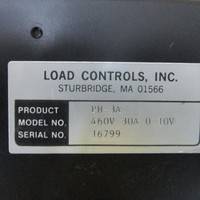 LOAD CONTROLS, INC.
STURBRIDGE, MA 01566
PRODUCT PH 3A
MODEL NO. 460V 30A 0 10V
SERIAL NO. 16799